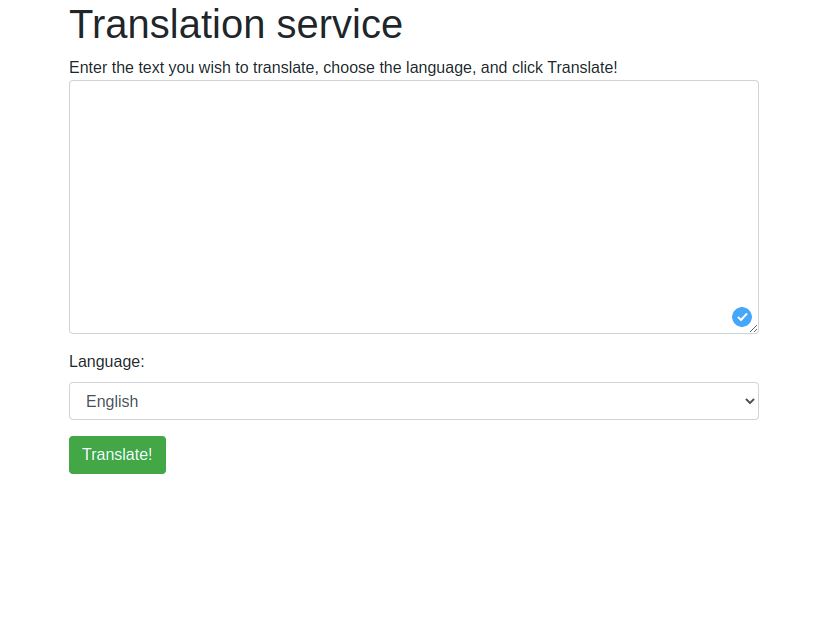 Translation service
Enter the text you wish to translate, choose the language, and click Translate!
Language:
English
Translate!